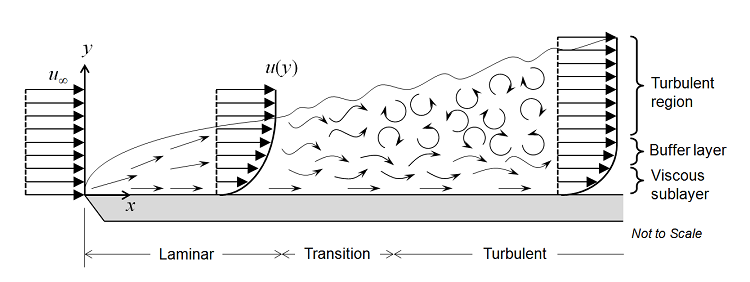 y
u∞
u(y)
Turbulent
region
Buffer layer
Viscous
sublayer
x
Not to Scale
Laminar
Transition
Turbulent